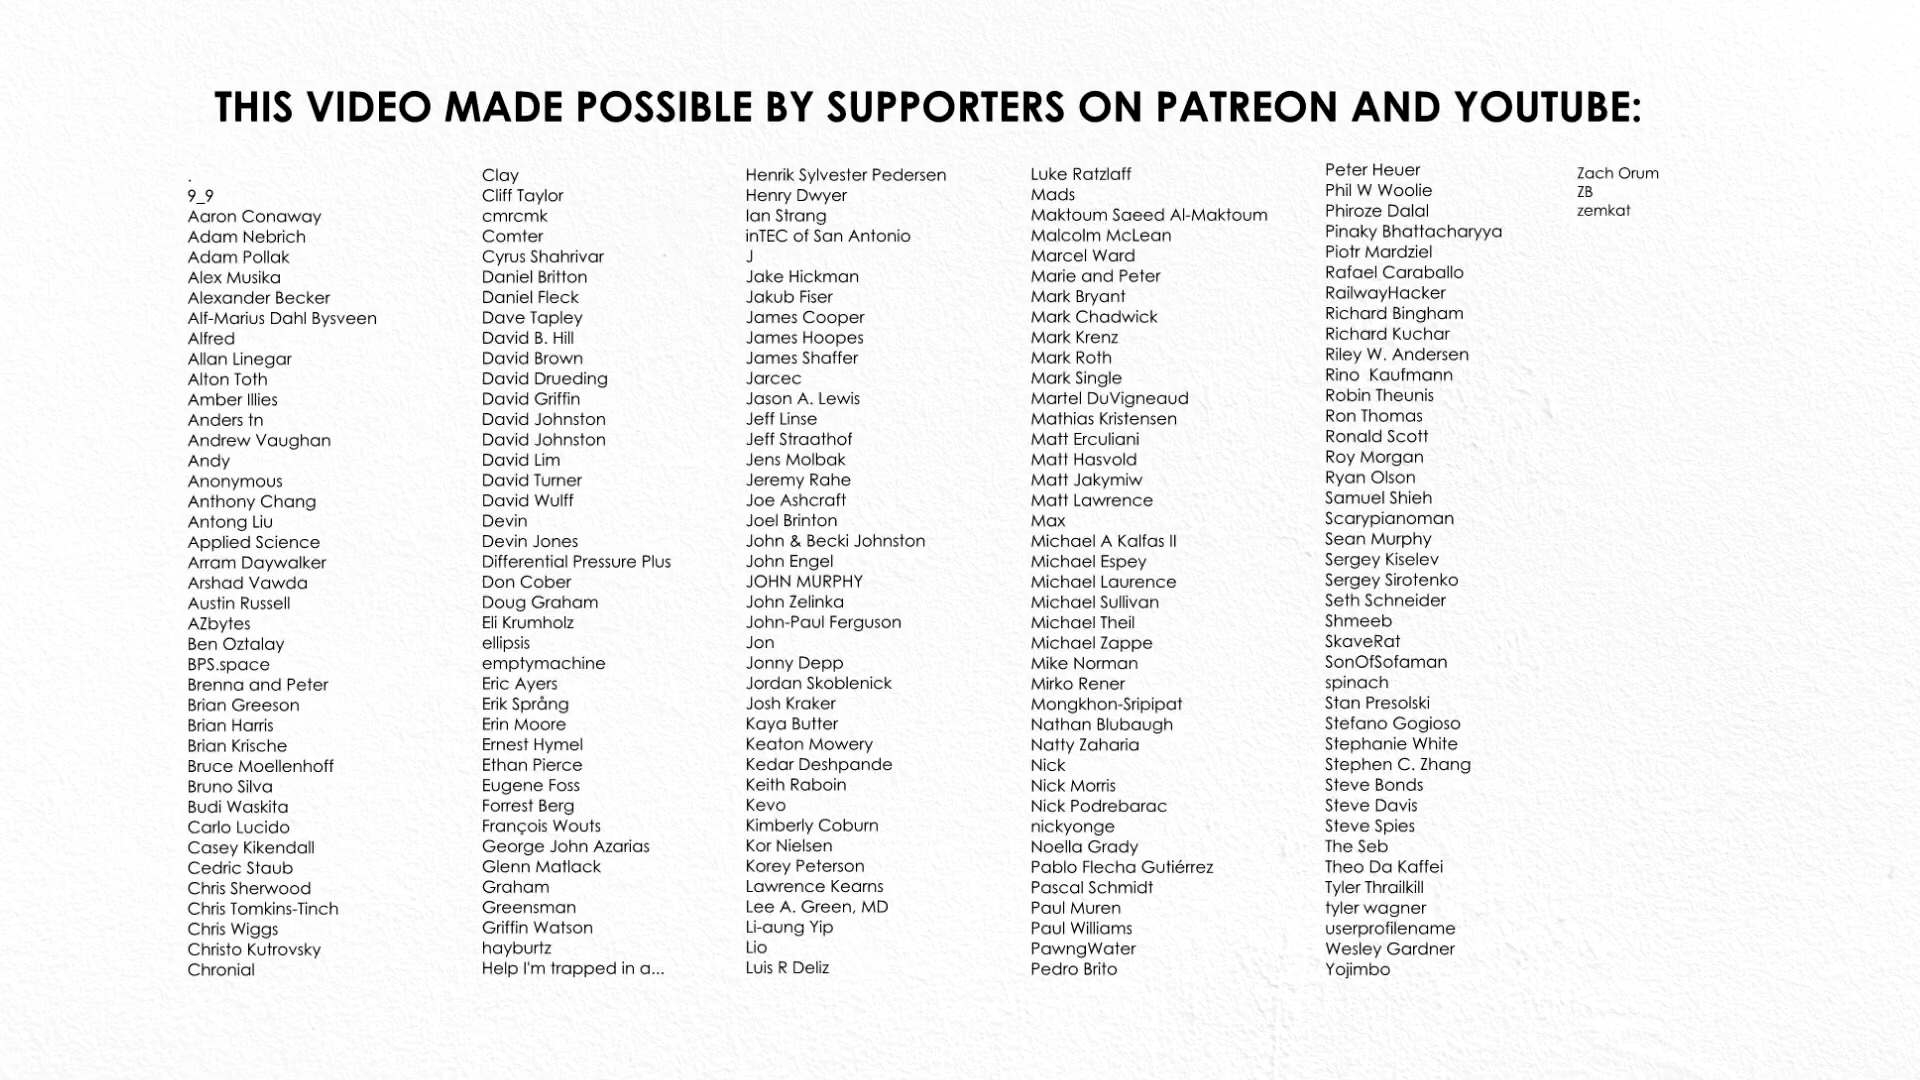 THIS VIDEO MADE POSSIBLE BY SUPPORTERS ON PATREON AND YOUTUBE:
.
9_9
Aaron Conaway
Adam Nebrich
Adam Pollak
Alex Musika
Alexander Becker
Alf-Marius Dahl Bysveen
Alfred
Allan Linegar
Alton Toth
Amber Illies
Anders tn
Andrew Vaughan
Andy
Anonymous
Anthony Chang
Antong Liu
Applied Science
Arram Daywalker
Arshad Vawda
Austin Russell
AZbytes
Ben Oztalay
BPS.space
Brenna and Peter
Brian Greeson
Brian Harris
Brian Krische
Bruce Moellenhoff
Bruno Silva
Budi Waskita
Carlo Lucido
Casey Kikendall
Cedric Staub
Chris Sherwood
Chris Tomkins-Tinch
Chris Wiggs
Christo Kutrovsky
Chronial
Clay
Cliff Taylor
cmrcmk
Comter
Cyrus Shahrivar
Daniel Britton
Daniel Fleck
Dave Tapley
David B. Hill
David Brown
David Drueding
David Griffin
David Johnston
David Johnston
David Lim
David Turner
David Wulff
Devin
Devin Jones
Differential Pressure Plus
Don Cober
Doug Graham
Eli Krumholz
ellipsis
emptymachine
Eric Ayers
Erik Språng
Erin Moore
Ernest Hymel
Ethan Pierce
Eugene Foss
Forrest Berg
François Wouts
George John Azarias
Glenn Matlack
Graham
Greensman
Griffin Watson
hayburtz
Help I'm trapped in a...
Henrik Sylvester Pedersen
Henry Dwyer
Ian Strang
inTEC of San Antonio
J
Jake Hickman
Jakub Fiser
James Cooper
James Hoopes
James Shaffer
Jarcec
Jason A. Lewis
Jeff Linse
Jeff Straathof
Jens Molbak
Jeremy Rahe
Joe Ashcraft
Joel Brinton
John & Becki Johnston
John Engel
JOHN MURPHY
John Zelinka
John-Paul Ferguson
Jon
Jonny Depp
Jordan Skoblenick
Josh Kraker
Kaya Butter
Keaton Mowery
Kedar Deshpande
Keith Raboin
Kevo
Kimberly Coburn
Kor Nielsen
Korey Peterson
Lawrence Kearns
Lee A. Green, MD
Li-aung Yip
Lio
Luis R Deliz
Luke Ratzlaff
Mads
Maktoum Saeed Al-Maktoum
Malcolm McLean
Marcel Ward
Marie and Peter
Mark Bryant
Mark Chadwick
Mark Krenz
Mark Roth
Mark Single
Martel DuVigneaud
Mathias Kristensen
Matt Erculiani
Matt Hasvold
Matt Jakymiw
Matt Lawrence
Max
Michael A Kalfas II
Michael Espey
Michael Laurence
Michael Sullivan
Michael Theil
Michael Zappe
Mike Norman
Mirko Rener
Mongkhon-Sripipat
Nathan Blubaugh
Natty Zaharia
Nick
Nick Morris
Nick Podrebarac
nickyonge
Noella Grady
Pablo Flecha Gutiérrez
Pascal Schmidt
Paul Muren
Paul Williams
PawngWater
Pedro Brito
Peter Heuer
Phil W Woolie
Phiroze Dalal
Pinaky Bhattacharyya
Piotr Mardziel
Rafael Caraballo
RailwayHacker
Richard Bingham
Richard Kuchar
Riley W. Andersen
Rino  Kaufmann
Robin Theunis
Ron Thomas
Ronald Scott
Roy Morgan
Ryan Olson
Samuel Shieh
Scarypianoman
Sean Murphy
Sergey Kiselev
Sergey Sirotenko
Seth Schneider
Shmeeb
SkaveRat
SonOfSofaman
spinach
Stan Presolski
Stefano Gogioso
Stephanie White
Stephen C. Zhang
Steve Bonds
Steve Davis
Steve Spies
The Seb
Theo Da Kaffei
Tyler Thrailkill
tyler wagner
userprofilename
Wesley Gardner
Yojimbo
Zach Orum
ZB
zemkat